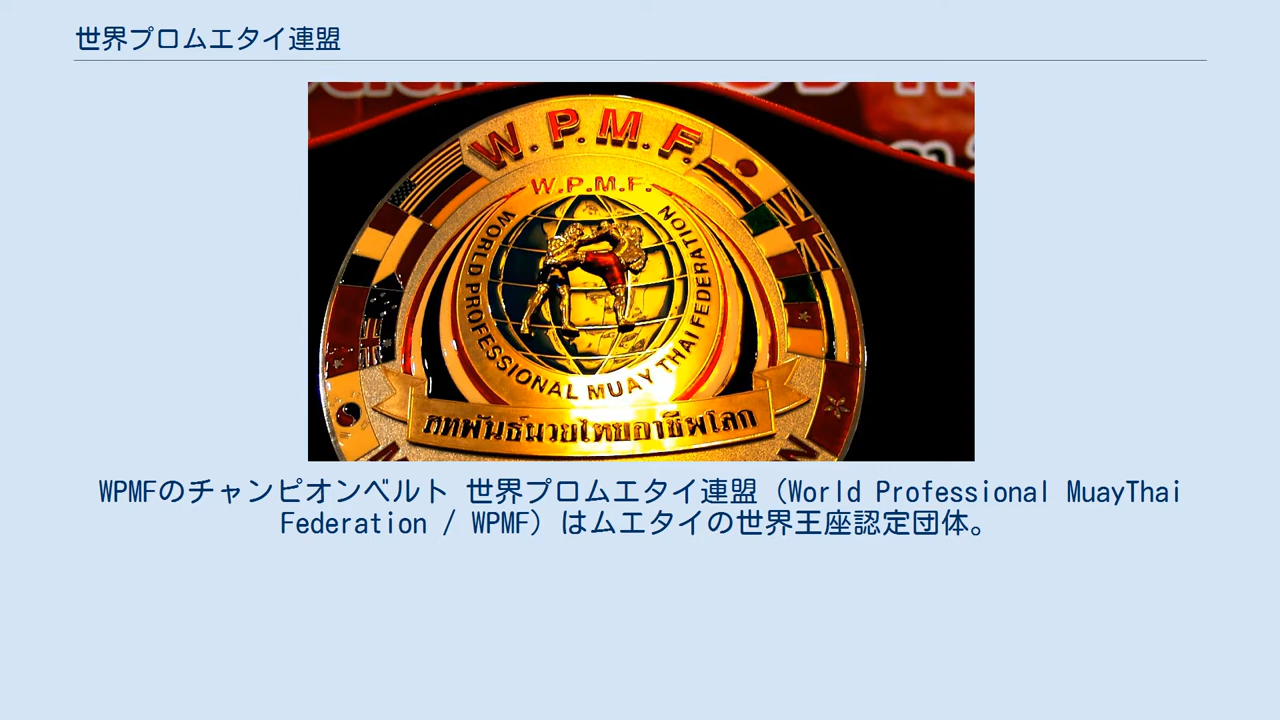 世界プロムエタイ連盟
W.P.M.F.
W.P.M.F.
WORLD PROFESSIONAL MUAY THAI FEDERATION
สหพันธ์มวยไทยอาชีพโลก
WPMFのチャンピオンベルト 世界プロムエタイ連盟（World Professional MuayThai
Federation / WPMF）はムエタイの世界王座認定団体。